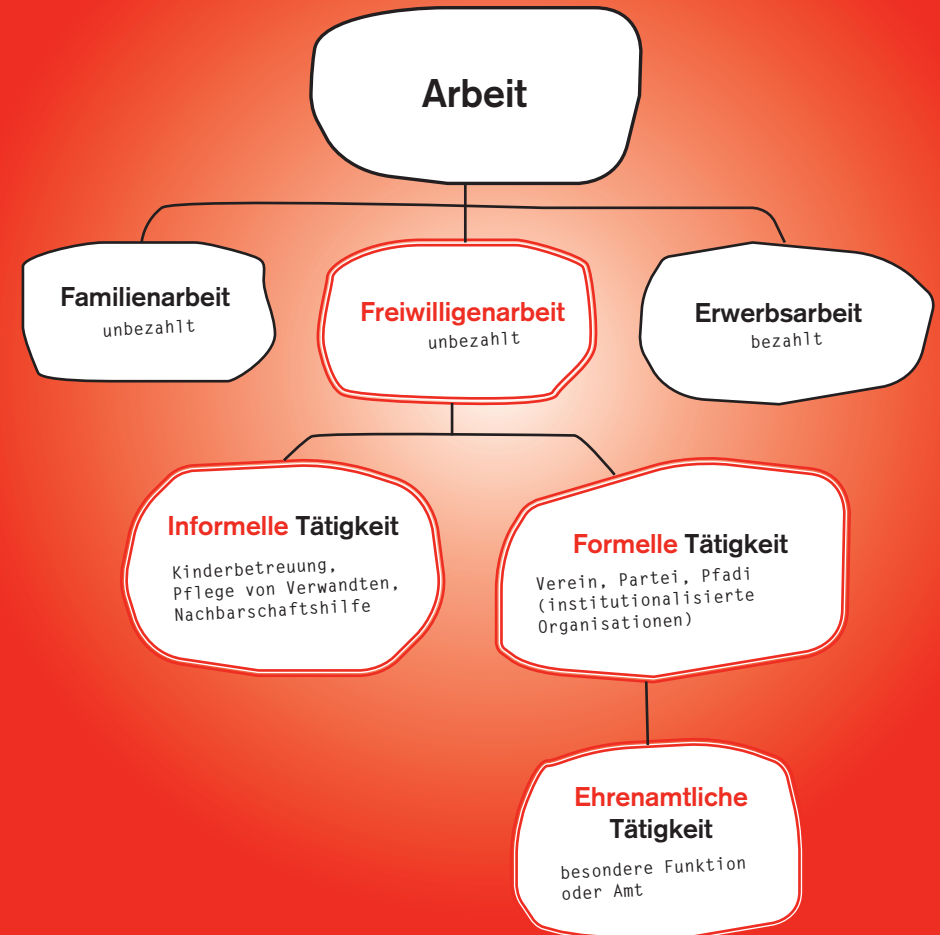 Arbeit
Familienarbeit
unbezahlt
Freiwilligenarbeit
unbezahlt
Erwerbsarbeit
bezahlt
Informelle Tätigkeit
Kinderbetreuung,
Pflege von Verwandten,
Nachbarschaftshilfe
Formelle Tätigkeit
Verein, Partei, Pfadi
(institutionalisierte
Organisationen)
Ehrenamtliche
Tätigkeit
besondere Funktion
oder Amt